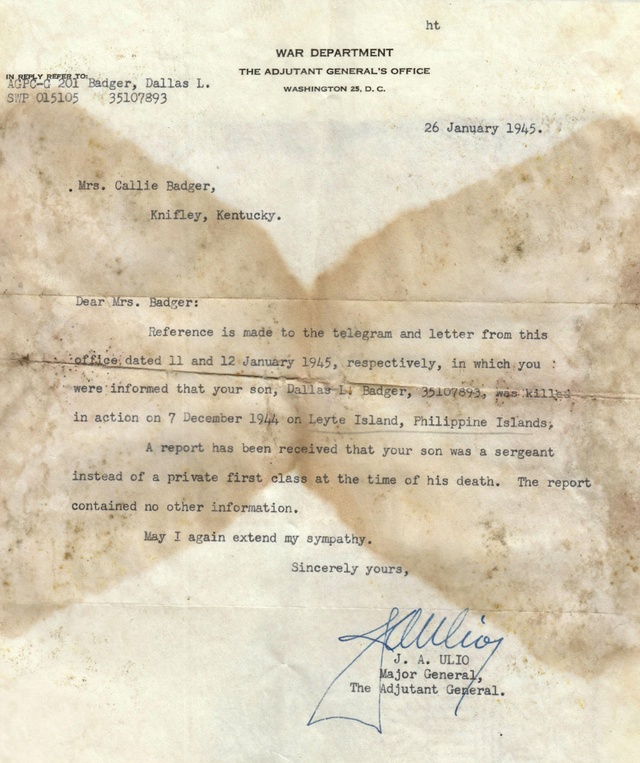 ht
WAR DEPARTMENT
THE ADJUTANT GENERAL'S OFFICE
WASHINGTON 25, D. C.
IN REPLY REFER TO:
AGPC-G 201 Badger, Dallas L.
SWP 015105 35107893
26 January 1945.
Mrs. Callie Badger,
Knifley, Kentucky.
Dear Mrs. Badger:
Reference is made to the telegram and letter from this
office dated 11 and 12 January 1945, respectively, in which you
were informed that your son, Dallas L. Badger, 35107893, was killed
in action on 7 December 1944 on Leyte Island, Philippine Islands.
A report has been received that your son was a sergeant
instead of a private first class at the time of his death. The report
contained no other information.
May I again extend my sympathy.
Sincerely yours,
J A Ulio
J. A. ULIO
Major General,
The Adjutant General.